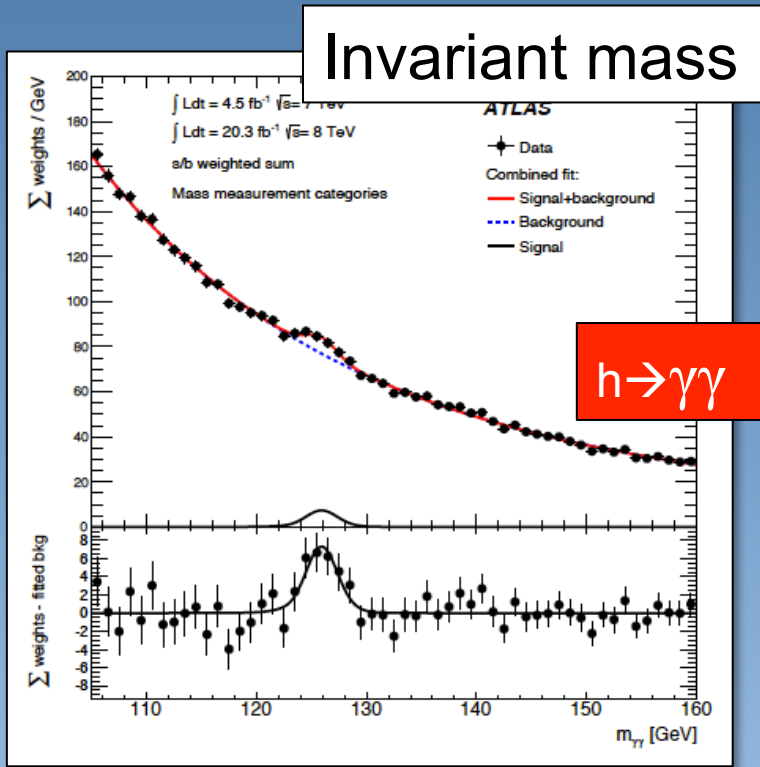 Invariant mass
ATLAS
∫ Ldt = 4.5 fb⁻¹ √s= 7 TeV
∫ Ldt = 20.3 fb⁻¹ √s= 8 TeV
s/b weighted sum
Mass measurement categories
Data
Combined fit:
Signal+background
Background
Signal
h→γγ
∑ weights / GeV
200
180
160
140
120
100
80
60
40
20
0
∑ weights - fitted bkg
8
6
4
2
0
-2
-4
-6
-8
110 120 130 140 150 160
mγγ [GeV]